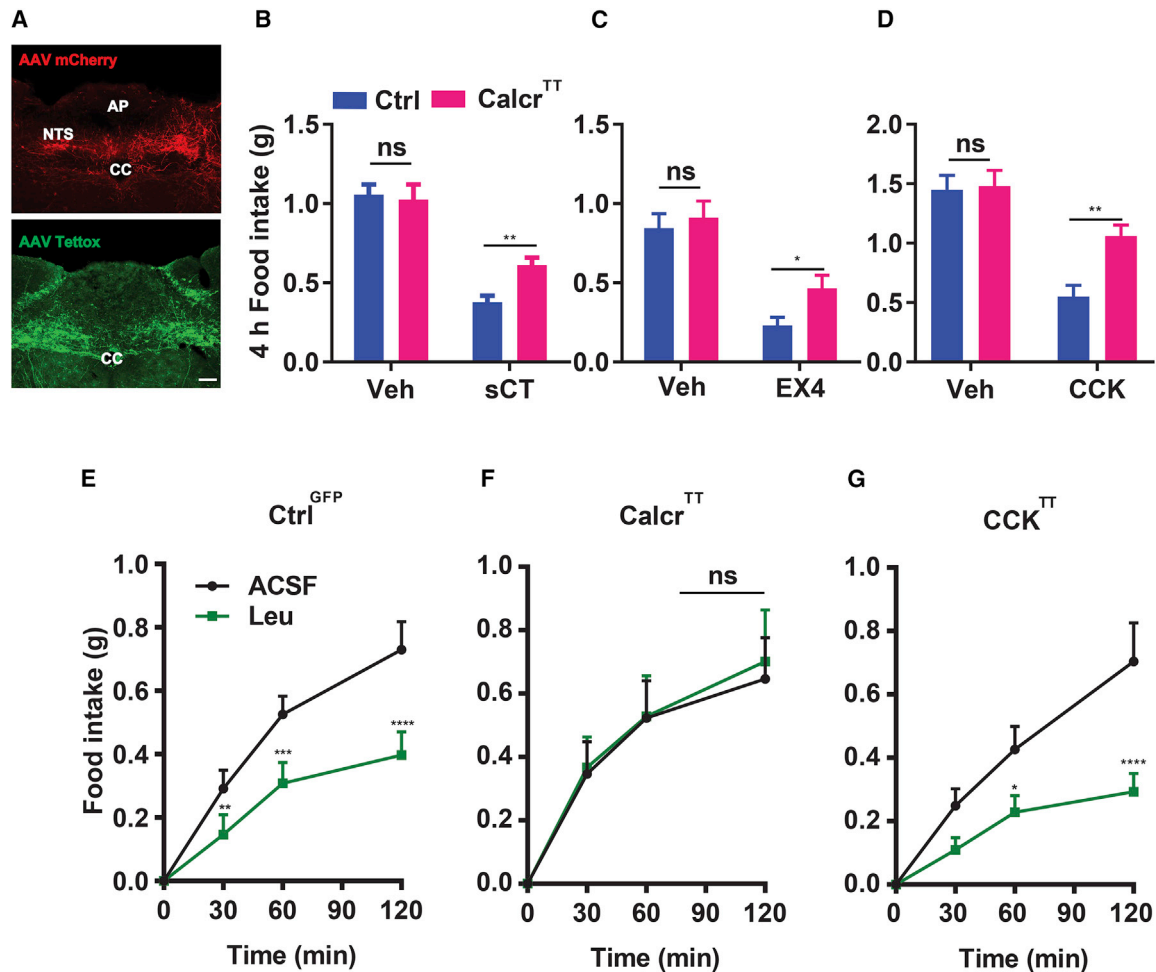 A
B
C
D
AAV mCherry
AP
NTS
CC
AAV Tettox
CC
Ctrl
Calcr^TT
4 h Food intake (g)
1.5
1.0
0.5
0.0
ns
**
Veh
sCT
1.5
1.0
0.5
0.0
ns
*
Veh
EX4
2.0
1.5
1.0
0.5
0.0
ns
**
Veh
CCK
E
F
G
Ctrl^GFP
Calcr^TT
CCK^TT
Food intake (g)
1.0
0.8
0.6
0.4
0.2
0.0
ACSF
Leu
**
***
****
0 30 60 90 120
Time (min)
1.0
0.8
0.6
0.4
0.2
0.0
ns
0 30 60 90 120
Time (min)
1.0
0.8
0.6
0.4
0.2
0.0
*
****
0 30 60 90 120
Time (min)